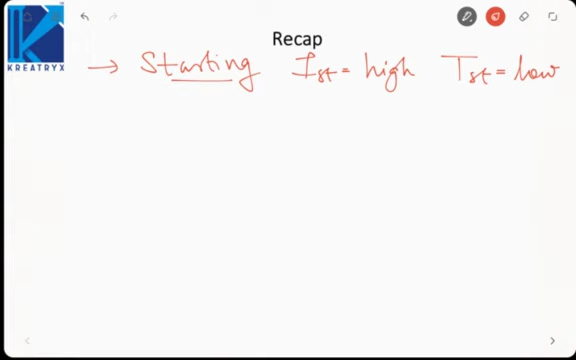 KREATRYX
Recap
→ Starting Ist = high Tst = low